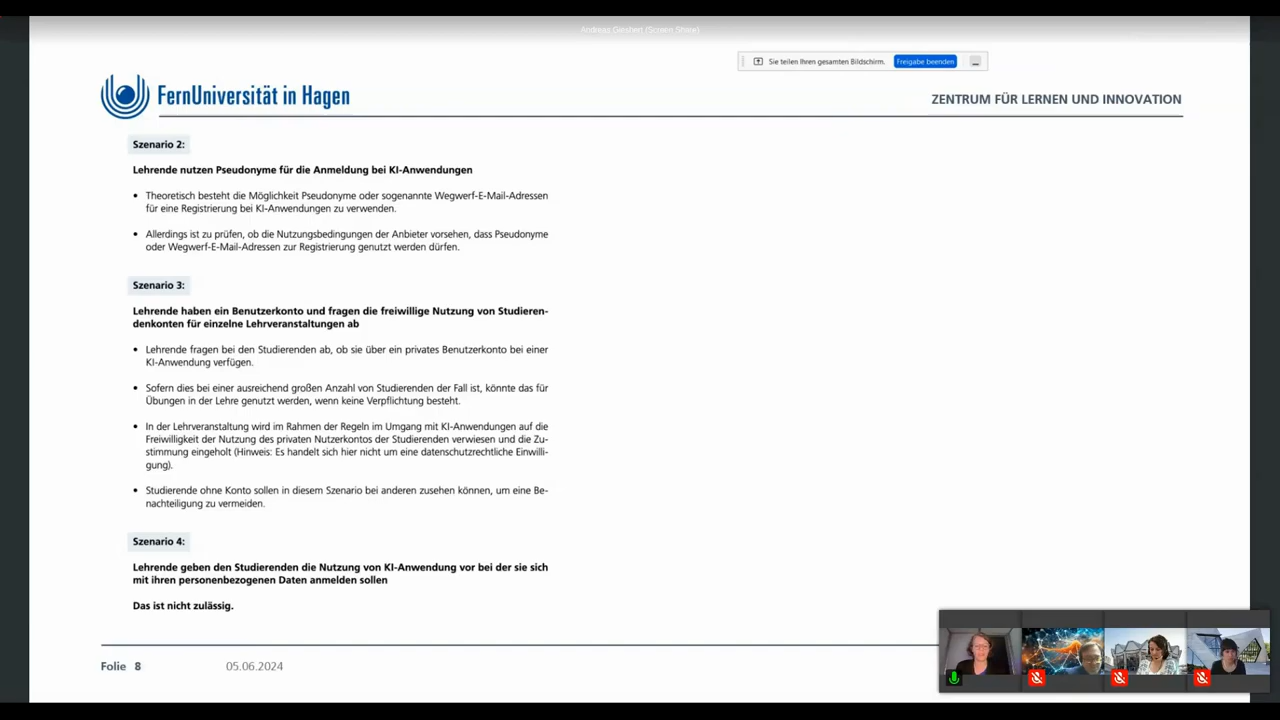 Andreas Giesbert (Screen Share)
Sie teilen Ihren gesamten Bildschirm. Freigabe beenden
FernUniversität in Hagen
ZENTRUM FÜR LERNEN UND INNOVATION
Szenario 2:
Lehrende nutzen Pseudonyme für die Anmeldung bei KI-Anwendungen
• Theoretisch besteht die Möglichkeit Pseudonyme oder sogenannte Wegwerf-E-Mail-Adressen
für eine Registrierung bei KI-Anwendungen zu verwenden.
• Allerdings ist zu prüfen, ob die Nutzungsbedingungen der Anbieter vorsehen, dass Pseudonyme
oder Wegwerf-E-Mail-Adressen zur Registrierung genutzt werden dürfen.
Szenario 3:
Lehrende haben ein Benutzerkonto und fragen die freiwillige Nutzung von Studieren-
denkonten für einzelne Lehrveranstaltungen ab
• Lehrende fragen bei den Studierenden ab, ob sie über ein privates Benutzerkonto bei einer
KI-Anwendung verfügen.
• Sofern dies bei einer ausreichend großen Anzahl von Studierenden der Fall ist, könnte das für
Übungen in der Lehre genutzt werden, wenn keine Verpflichtung besteht.
• In der Lehrveranstaltung wird im Rahmen der Regeln im Umgang mit KI-Anwendungen auf die
Freiwilligkeit der Nutzung des privaten Nutzerkontos der Studierenden verwiesen und die Zu-
stimmung eingeholt (Hinweis: Es handelt sich hier nicht um eine datenschutzrechtliche Einwilli-
gung).
• Studierende ohne Konto sollen in diesem Szenario bei anderen zusehen können, um eine Be-
nachteiligung zu vermeiden.
Szenario 4:
Lehrende geben den Studierenden die Nutzung von KI-Anwendung vor bei der sie sich
mit ihren personenbezogenen Daten anmelden sollen
Das ist nicht zulässig.
Folie 8 05.06.2024